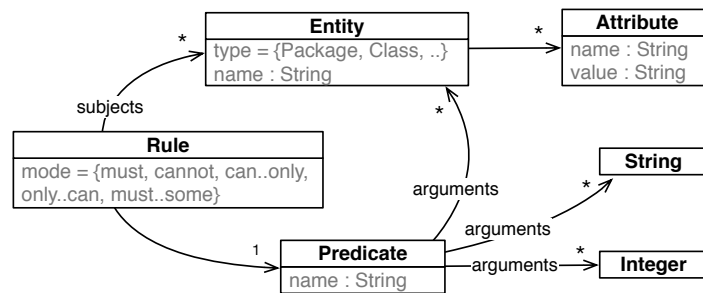 Entity
type = {Package, Class, ..}
name : String
Attribute
name : String
value : String
*
*
subjects
*
Rule
mode = {must, cannot, can..only,
only..can, must..some}
String
arguments
*
arguments
1
Predicate
name : String
arguments
*
Integer